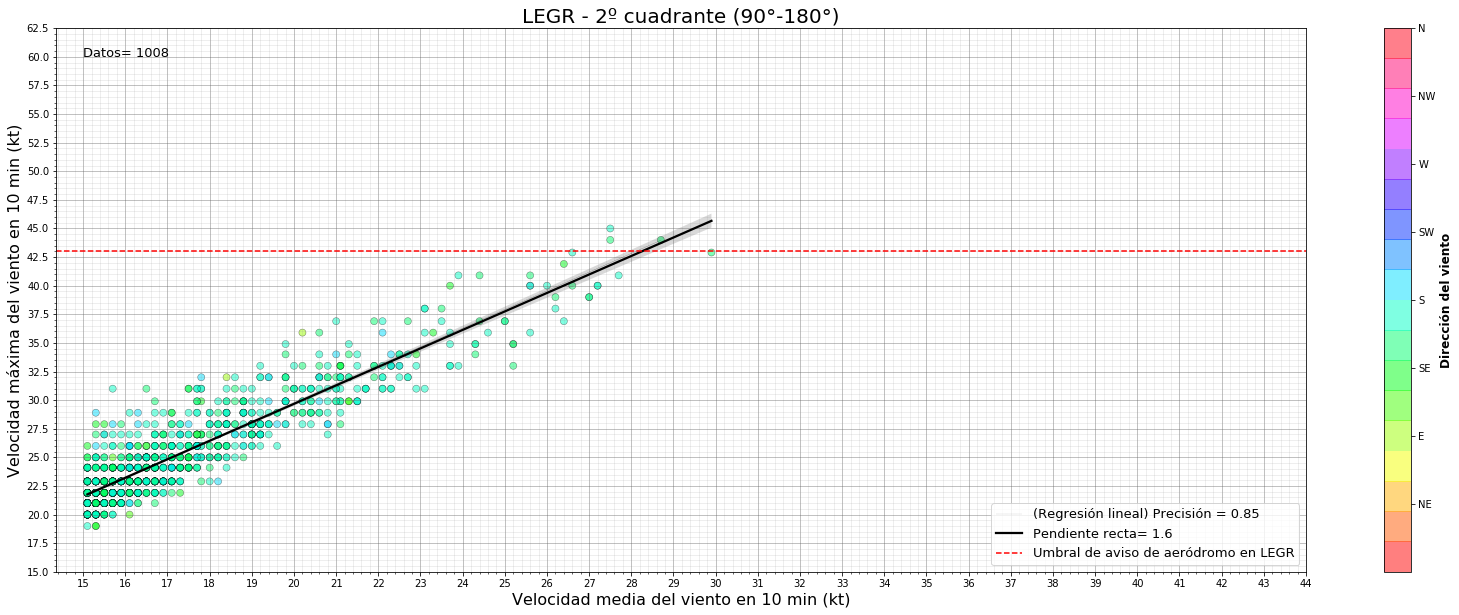 LEGR - 2º cuadrante (90°-180°)
Datos= 1008
62.5
60.0
57.5
55.0
52.5
50.0
47.5
45.0
42.5
40.0
37.5
35.0
32.5
30.0
27.5
25.0
22.5
20.0
17.5
15.0
Velocidad máxima del viento en 10 min (kt)
15 16 17 18 19 20 21 22 23 24 25 26 27 28 29 30 31 32 33 34 35 36 37 38 39 40 41 42 43 44
Velocidad media del viento en 10 min (kt)
(Regresión lineal) Precisión = 0.85
Pendiente recta= 1.6
Umbral de aviso de aeródromo en LEGR
N
NW
W
SW
S
SE
E
NE
Dirección del viento